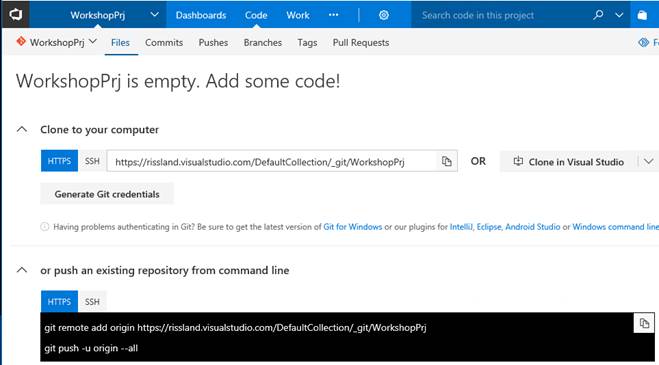 WorkshopPrj Dashboards Code Work ... Search code in this project
WorkshopPrj Files Commits Pushes Branches Tags Pull Requests
WorkshopPrj is empty. Add some code!
Clone to your computer
HTTPS SSH https://rissland.visualstudio.com/DefaultCollection/_git/WorkshopPrj OR Clone in Visual Studio
Generate Git credentials
Having problems authenticating in Git? Be sure to get the latest version of Git for Windows or our plugins for IntelliJ, Eclipse, Android Studio or Windows command line
or push an existing repository from command line
HTTPS SSH
git remote add origin https://rissland.visualstudio.com/DefaultCollection/_git/WorkshopPrj
git push -u origin --all